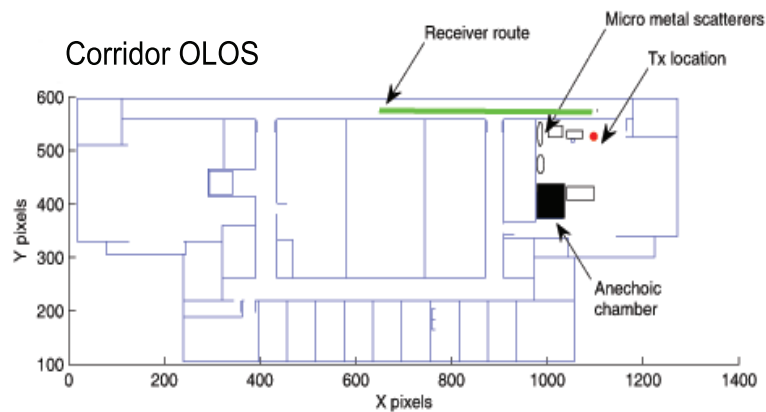 Micro metal scatterers
Receiver route
Corridor OLOS
Tx location
600
500
400
300
200
100
Y pixels
Anechoic
chamber
0 200 400 600 800 1000 1200 1400
X pixels